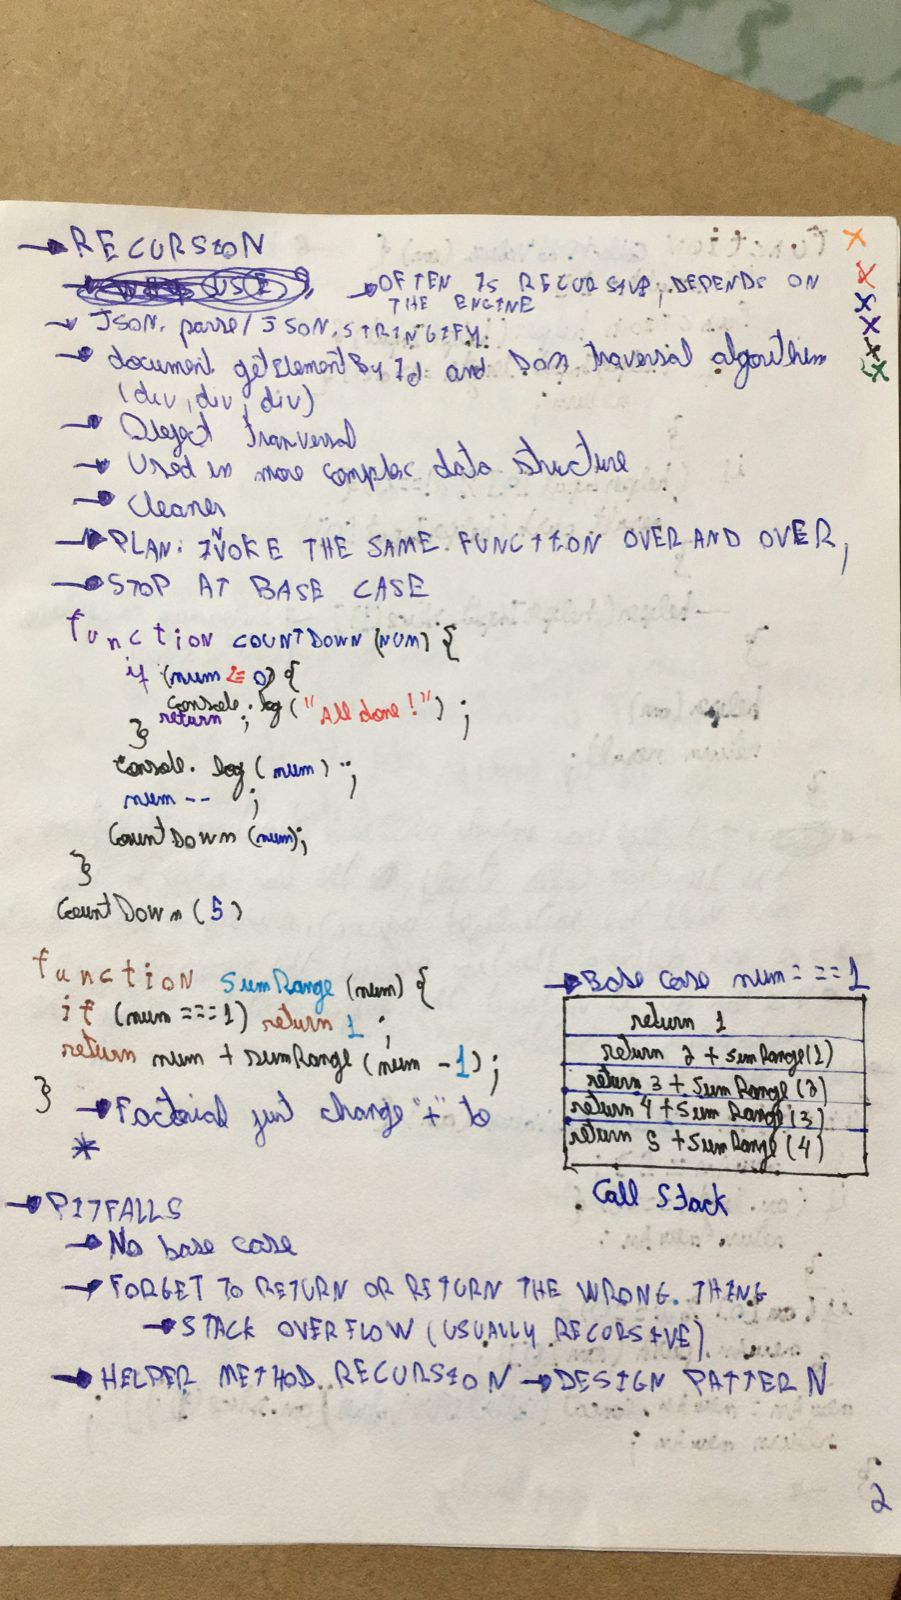 → RECURSION
→ OFTEN IS RECURSIVE, DEPENDS ON
THE ENGINE
→ JSON. parse / JSON. STRINGIFY
→ document. getElementById and DOM traversal algorithm
(div, div, div)
→ Object tranversal
→ Used in more complex data structure
→ Cleaner
→ PLAN: IVOKE THE SAME FUNCTION OVER AND OVER,
→ STOP AT BASE CASE
function COUNTDOWN (NUM) {
if (num <= 0) {
console.log ("All done!") ;
return ;
}
console. log (num) ;
num -- ;
CountDown (num);
}
CountDown (5)
function SumRange (num) {
if (num === 1) return 1 ;
return num + sumRange (num - 1) ;
}
→ Factorial just change "+" to
*
→ Base case num === 1
return 1
return 2 + sumRange(1)
return 3 + SumRange (2)
return 4 + Sum Range (3)
return 5 + SumRange (4)
Call Stack
→ PITFALLS
→ No base case
→ FORGET TO RETURN OR RETURN THE WRONG THING
→ STACK OVERFLOW (USUALLY RECURSIVE)
→ HELPER METHOD RECURSION → DESIGN PATTERN
2